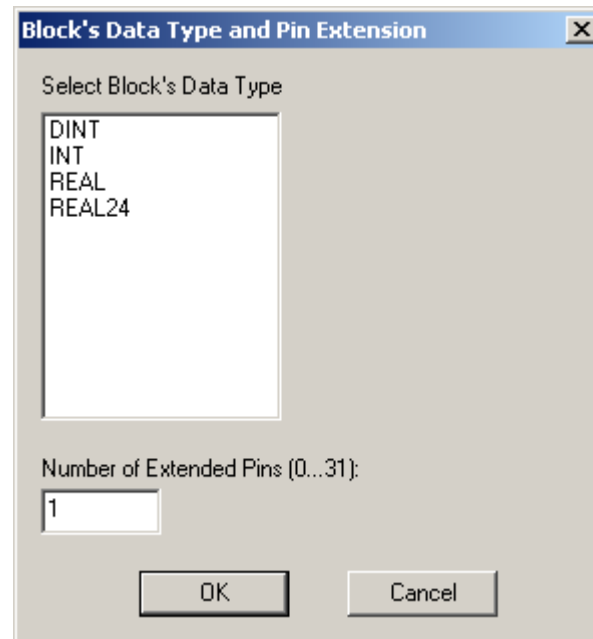 Block's Data Type and Pin Extension
Select Block's Data Type
DINT
INT
REAL
REAL24
Number of Extended Pins (0...31):
1
OK Cancel